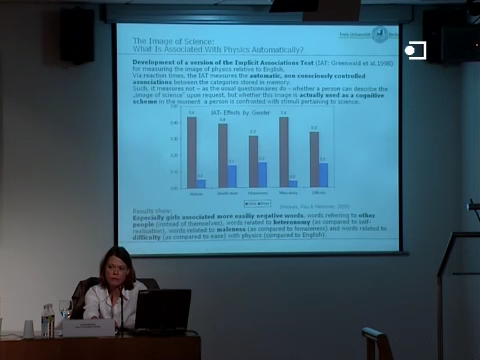 The Image of Science:
What Is Associated With Physics Automatically?
Freie Universität
Development of a version of the Implicit Associations Test (IAT: Greenwald et al.1998)
for measuring the image of physics relative to English.
Via reaction times, the IAT measures the automatic, non consciously controlled
associations between the categories stored in memory.
Such, it measures not – as the usual questionnaires do – whether a person can describe the
„image of science" upon request, but whether this image is actually used as a cognitive
scheme in the moment a person is confronted with stimuli pertaining to science.
IAT- Effects by Gender
Results show:
Especially girls associated more easiliy negative words, words referring to other
people (instead of themselves), words related to heteronomy (as compared to self-
realisation), words related to maleness (as compared to femaleness) and words related to
difficulty (as compared to ease) with physics (compared to English).